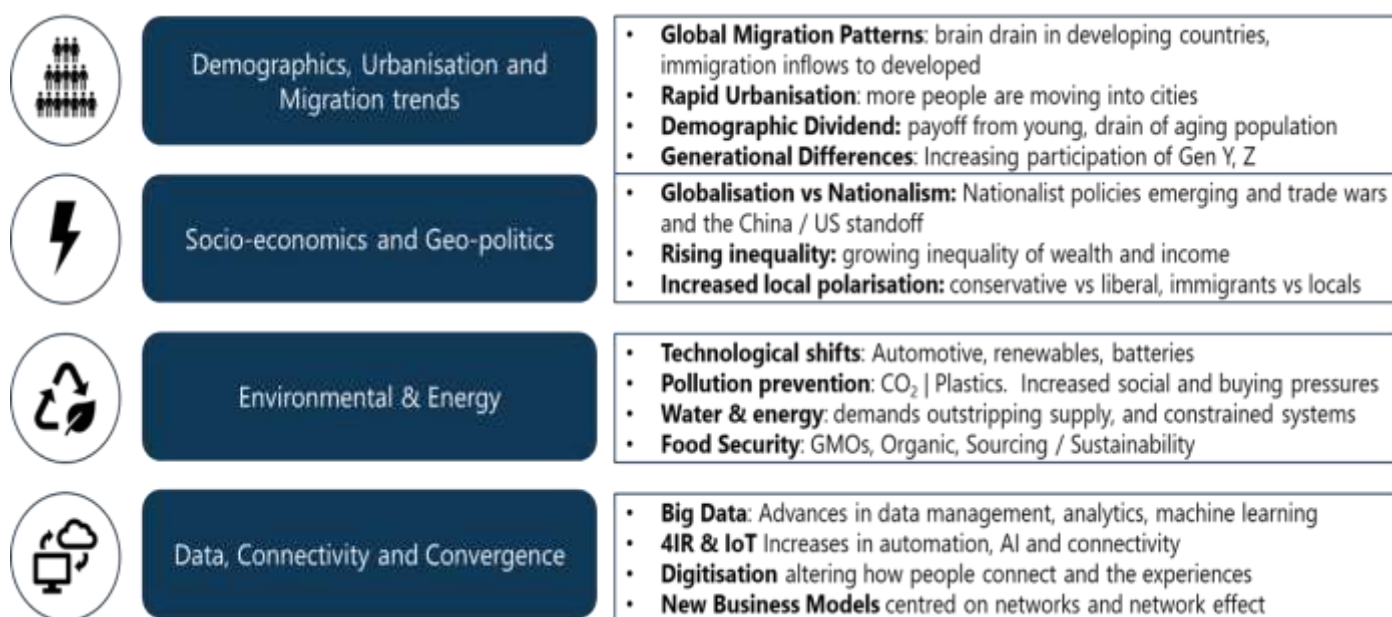 Demographics, Urbanisation and
Migration trends
• Global Migration Patterns: brain drain in developing countries,
immigration inflows to developed
• Rapid Urbanisation: more people are moving into cities
• Demographic Dividend: payoff from young, drain of aging population
• Generational Differences: Increasing participation of Gen Y, Z
Socio-economics and Geo-politics
• Globalisation vs Nationalism: Nationalist policies emerging and trade wars
and the China / US standoff
• Rising inequality: growing inequality of wealth and income
• Increased local polarisation: conservative vs liberal, immigrants vs locals
Environmental & Energy
• Technological shifts: Automotive, renewables, batteries
• Pollution prevention: CO₂ | Plastics. Increased social and buying pressures
• Water & energy: demands outstripping supply, and constrained systems
• Food Security: GMOs, Organic, Sourcing / Sustainability
Data, Connectivity and Convergence
• Big Data: Advances in data management, analytics, machine learning
• 4IR & IoT Increases in automation, AI and connectivity
• Digitisation altering how people connect and the experiences
• New Business Models centred on networks and network effect